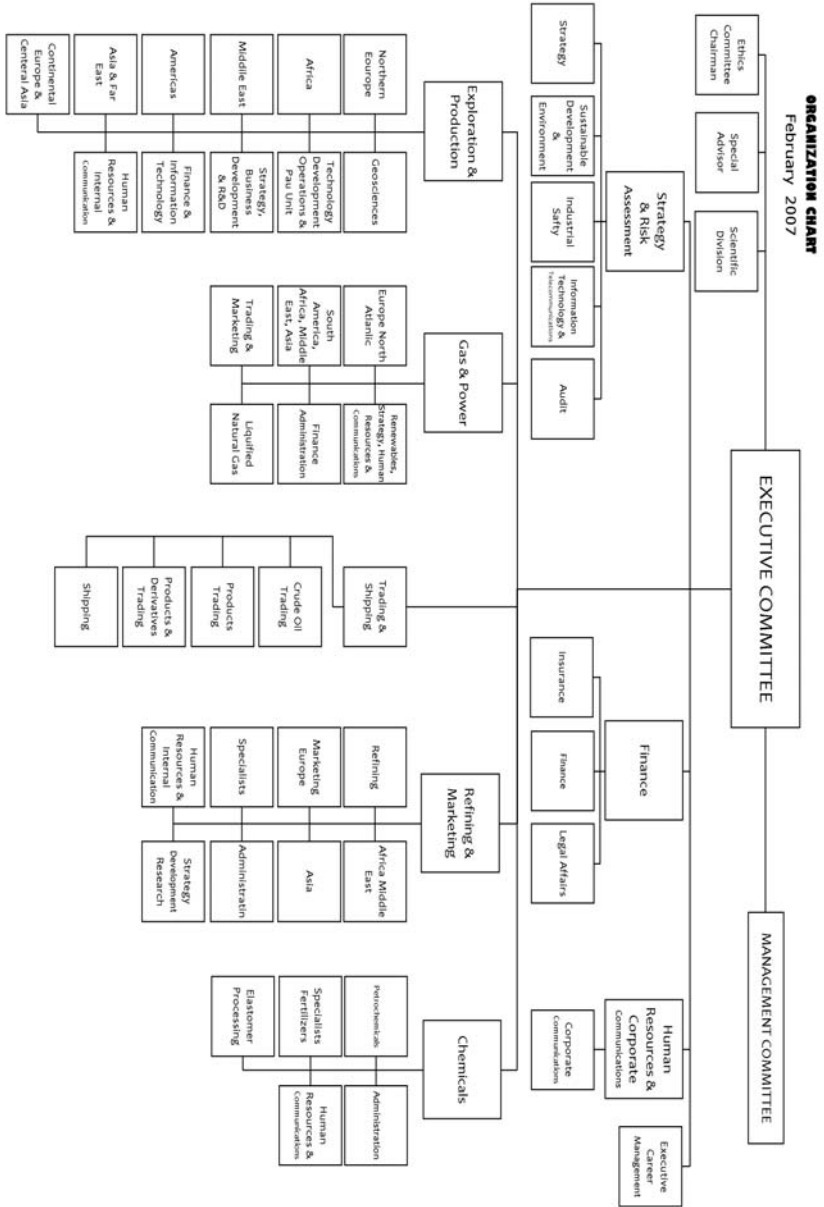 ORGANIZATION CHART
February 2007
EXECUTIVE COMMITTEE
MANAGEMENT COMMITTEE
Ethics
Committee
Chairman
Special
Advisor
Scientific
Division
Strategy
& Risk
Assessment
Finance
Human
Resources &
Corporate
Communications
Executive
Career
Management
Strategy
Sustainable
Development
&
Environment
Industrial
Safty
Information
Technology &
Telecommunications
Audit
Insurance
Finance
Legal Affairs
Corporate
Communications
Exploration &
Production
Gas & Power
Trading &
Shipping
Refining &
Marketing
Chemicals
Northern
Eourope
Geosciences
Africa
Technology
Development
Operations &
Pau Unit
Middile East
Strategy,
Business
Development
& R&D
Americas
Finance &
Information
Technology
Asia & Far
East
Human
Resources &
Internal
Communication
Continental
Europe &
Centeral Asia
Europe North
Atlanlic
Renewables,
Strategy, Human
Resources &
Communications
South
America,
Africa, Middle
East, Asia
Finance
Administration
Trading &
Marketing
Liquified
Natural Gas
Crude Oil
Trading
Products
Trading
Products &
Derivatives
Trading
Shipping
Refining
Africa Middle
East
Marketing
Europe
Asia
Specialists
Administratin
Human
Resources &
Internal
Communication
Strategy
Development
Research
Petrochemicals
Administration
Specialists
Fertilizers
Human
Resources &
Communications
Elastomer
Processing